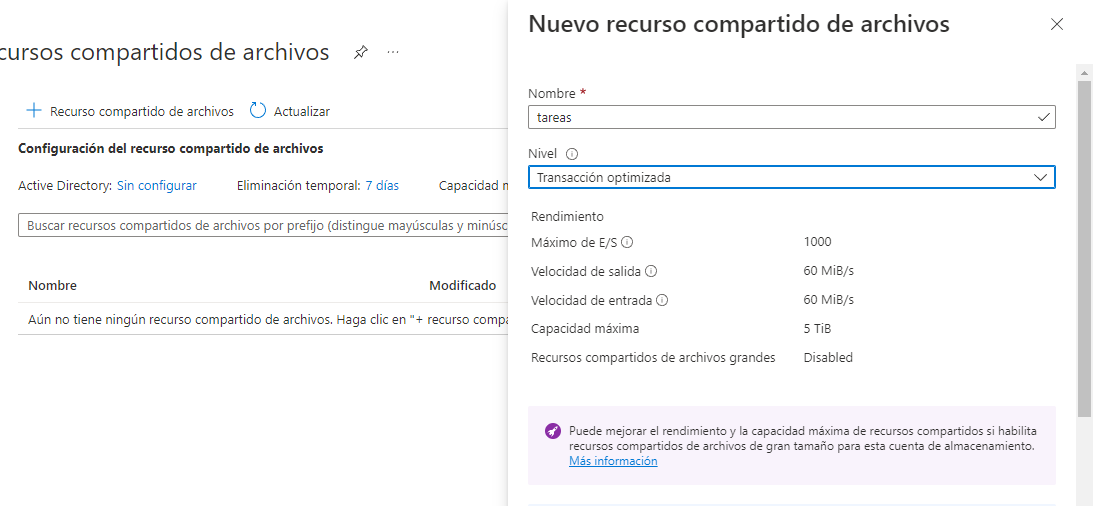 cursos compartidos de archivos
Recurso compartido de archivos Actualizar
Configuración del recurso compartido de archivos
Active Directory: Sin configurar Eliminación temporal: 7 días Capacidad
Buscar recursos compartidos de archivos por prefijo (distingue mayúsculas y minúsc
Nombre Modificado
Aún no tiene ningún recurso compartido de archivos. Haga clic en "+ recurso compa
Nuevo recurso compartido de archivos
Nombre *
tareas
Nivel
Transacción optimizada
Rendimiento
Máximo de E/S 1000
Velocidad de salida 60 MiB/s
Velocidad de entrada 60 MiB/s
Capacidad máxima 5 TiB
Recursos compartidos de archivos grandes Disabled
Puede mejorar el rendimiento y la capacidad máxima de recursos compartidos si habilita
recursos compartidos de archivos de gran tamaño para esta cuenta de almacenamiento.
Más información